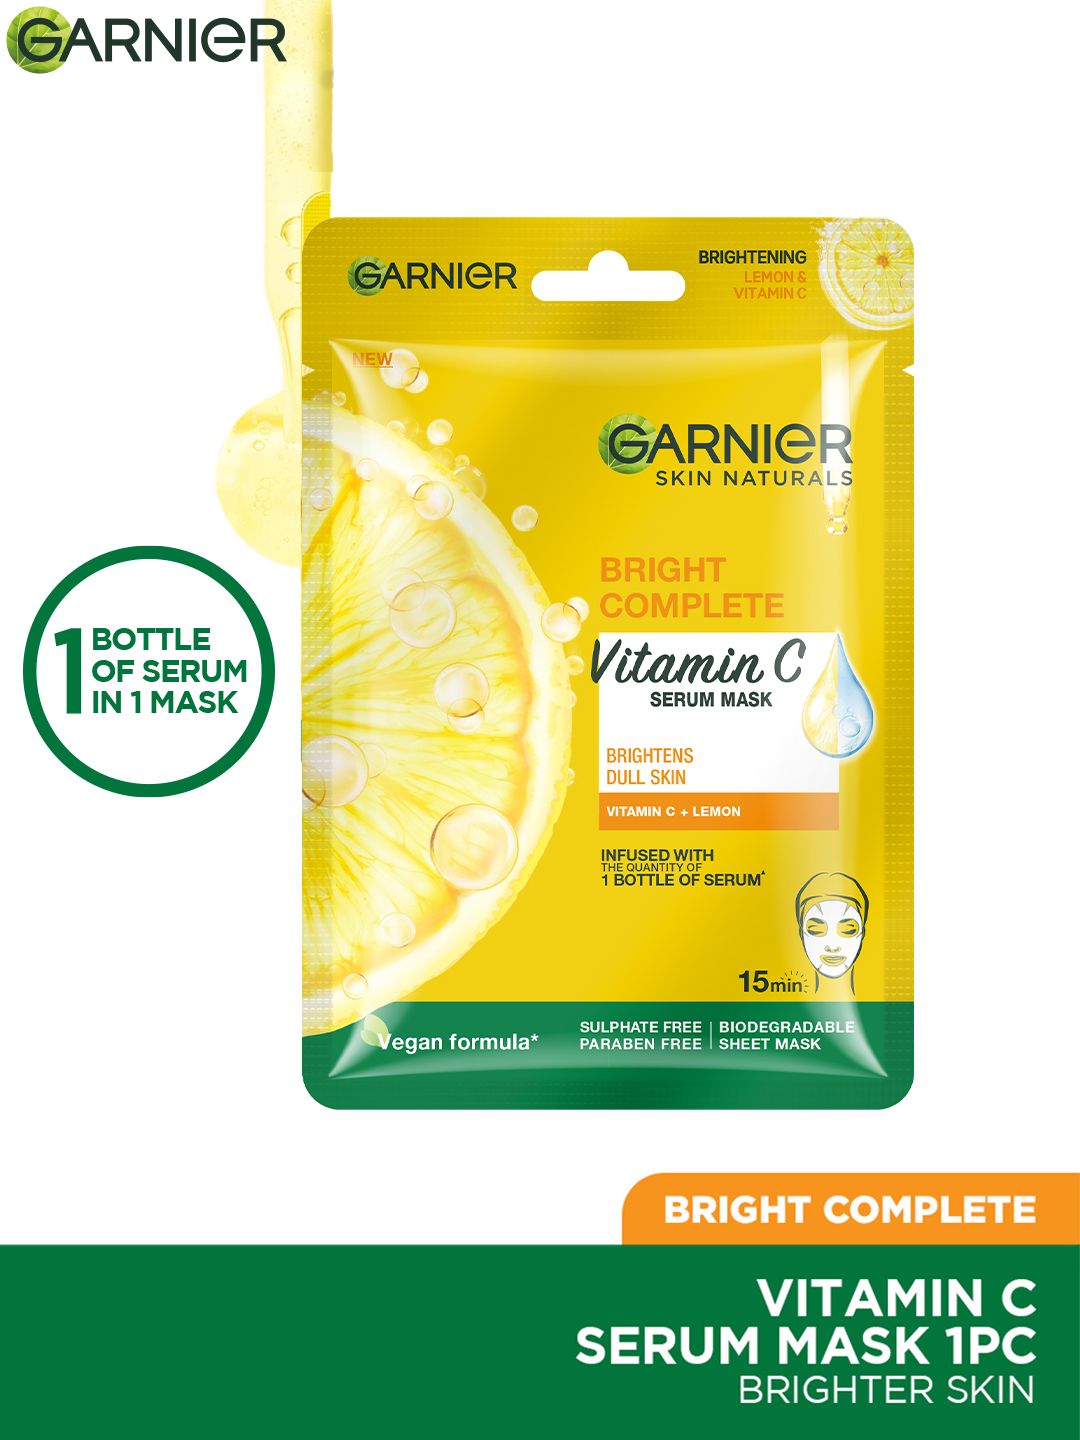 GARNIER
GARNIER
BRIGHTENING
LEMON &
VITAMIN C
NEW
GARNIER
SKIN NATURALS
BRIGHT
COMPLETE
Vitamin C
SERUM MASK
BRIGHTENS
DULL SKIN
VITAMIN C + LEMON
INFUSED WITH
THE QUANTITY OF
1 BOTTLE OF SERUM▴
15min
Vegan formula*
SULPHATE FREE
PARABEN FREE
BIODEGRADABLE
SHEET MASK
1 BOTTLE
OF SERUM
IN 1 MASK
BRIGHT COMPLETE
VITAMIN C
SERUM MASK 1PC
BRIGHTER SKIN